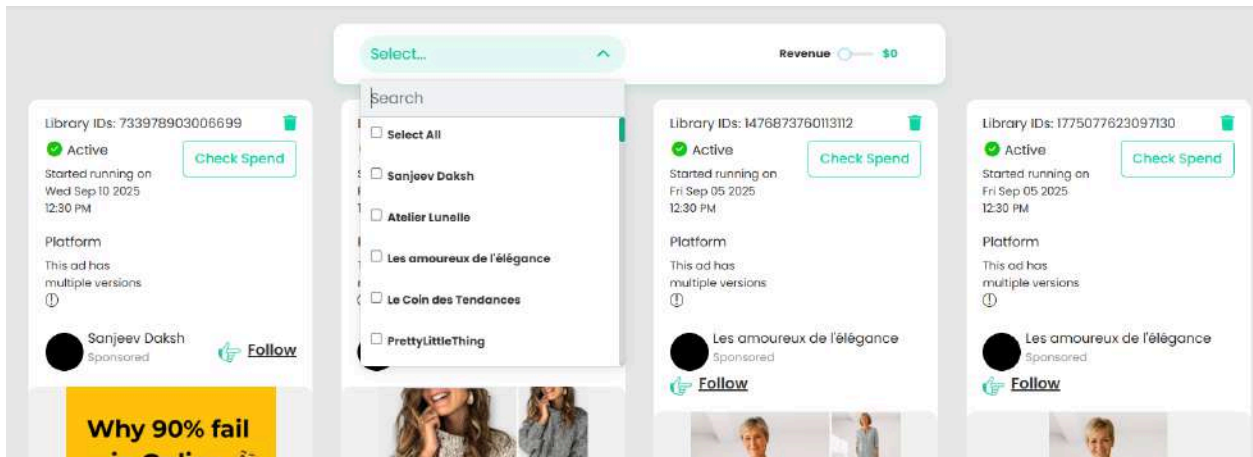 Select...
Revenue $0
Search
Select All
Sanjeev Daksh
Atelier Lunelle
Les amoureux de l'élégance
Le Coin des Tendances
PrettyLittleThing
Library IDs: 733978903006699
Active
Check Spend
Started running on
Wed Sep 10 2025
12:30 PM
Platform
This ad has
multiple versions
Sanjeev Daksh
Sponsored
Follow
Why 90% fail
Library IDs: 1476873760113112
Active
Check Spend
Started running on
Fri Sep 05 2025
12:30 PM
Platform
This ad has
multiple versions
Les amoureux de l'élégance
Sponsored
Follow
Library IDs: 1775077623097130
Active
Check Spend
Started running on
Fri Sep 05 2025
12:30 PM
Platform
This ad has
multiple versions
Les amoureux de l'élégance
Sponsored
Follow